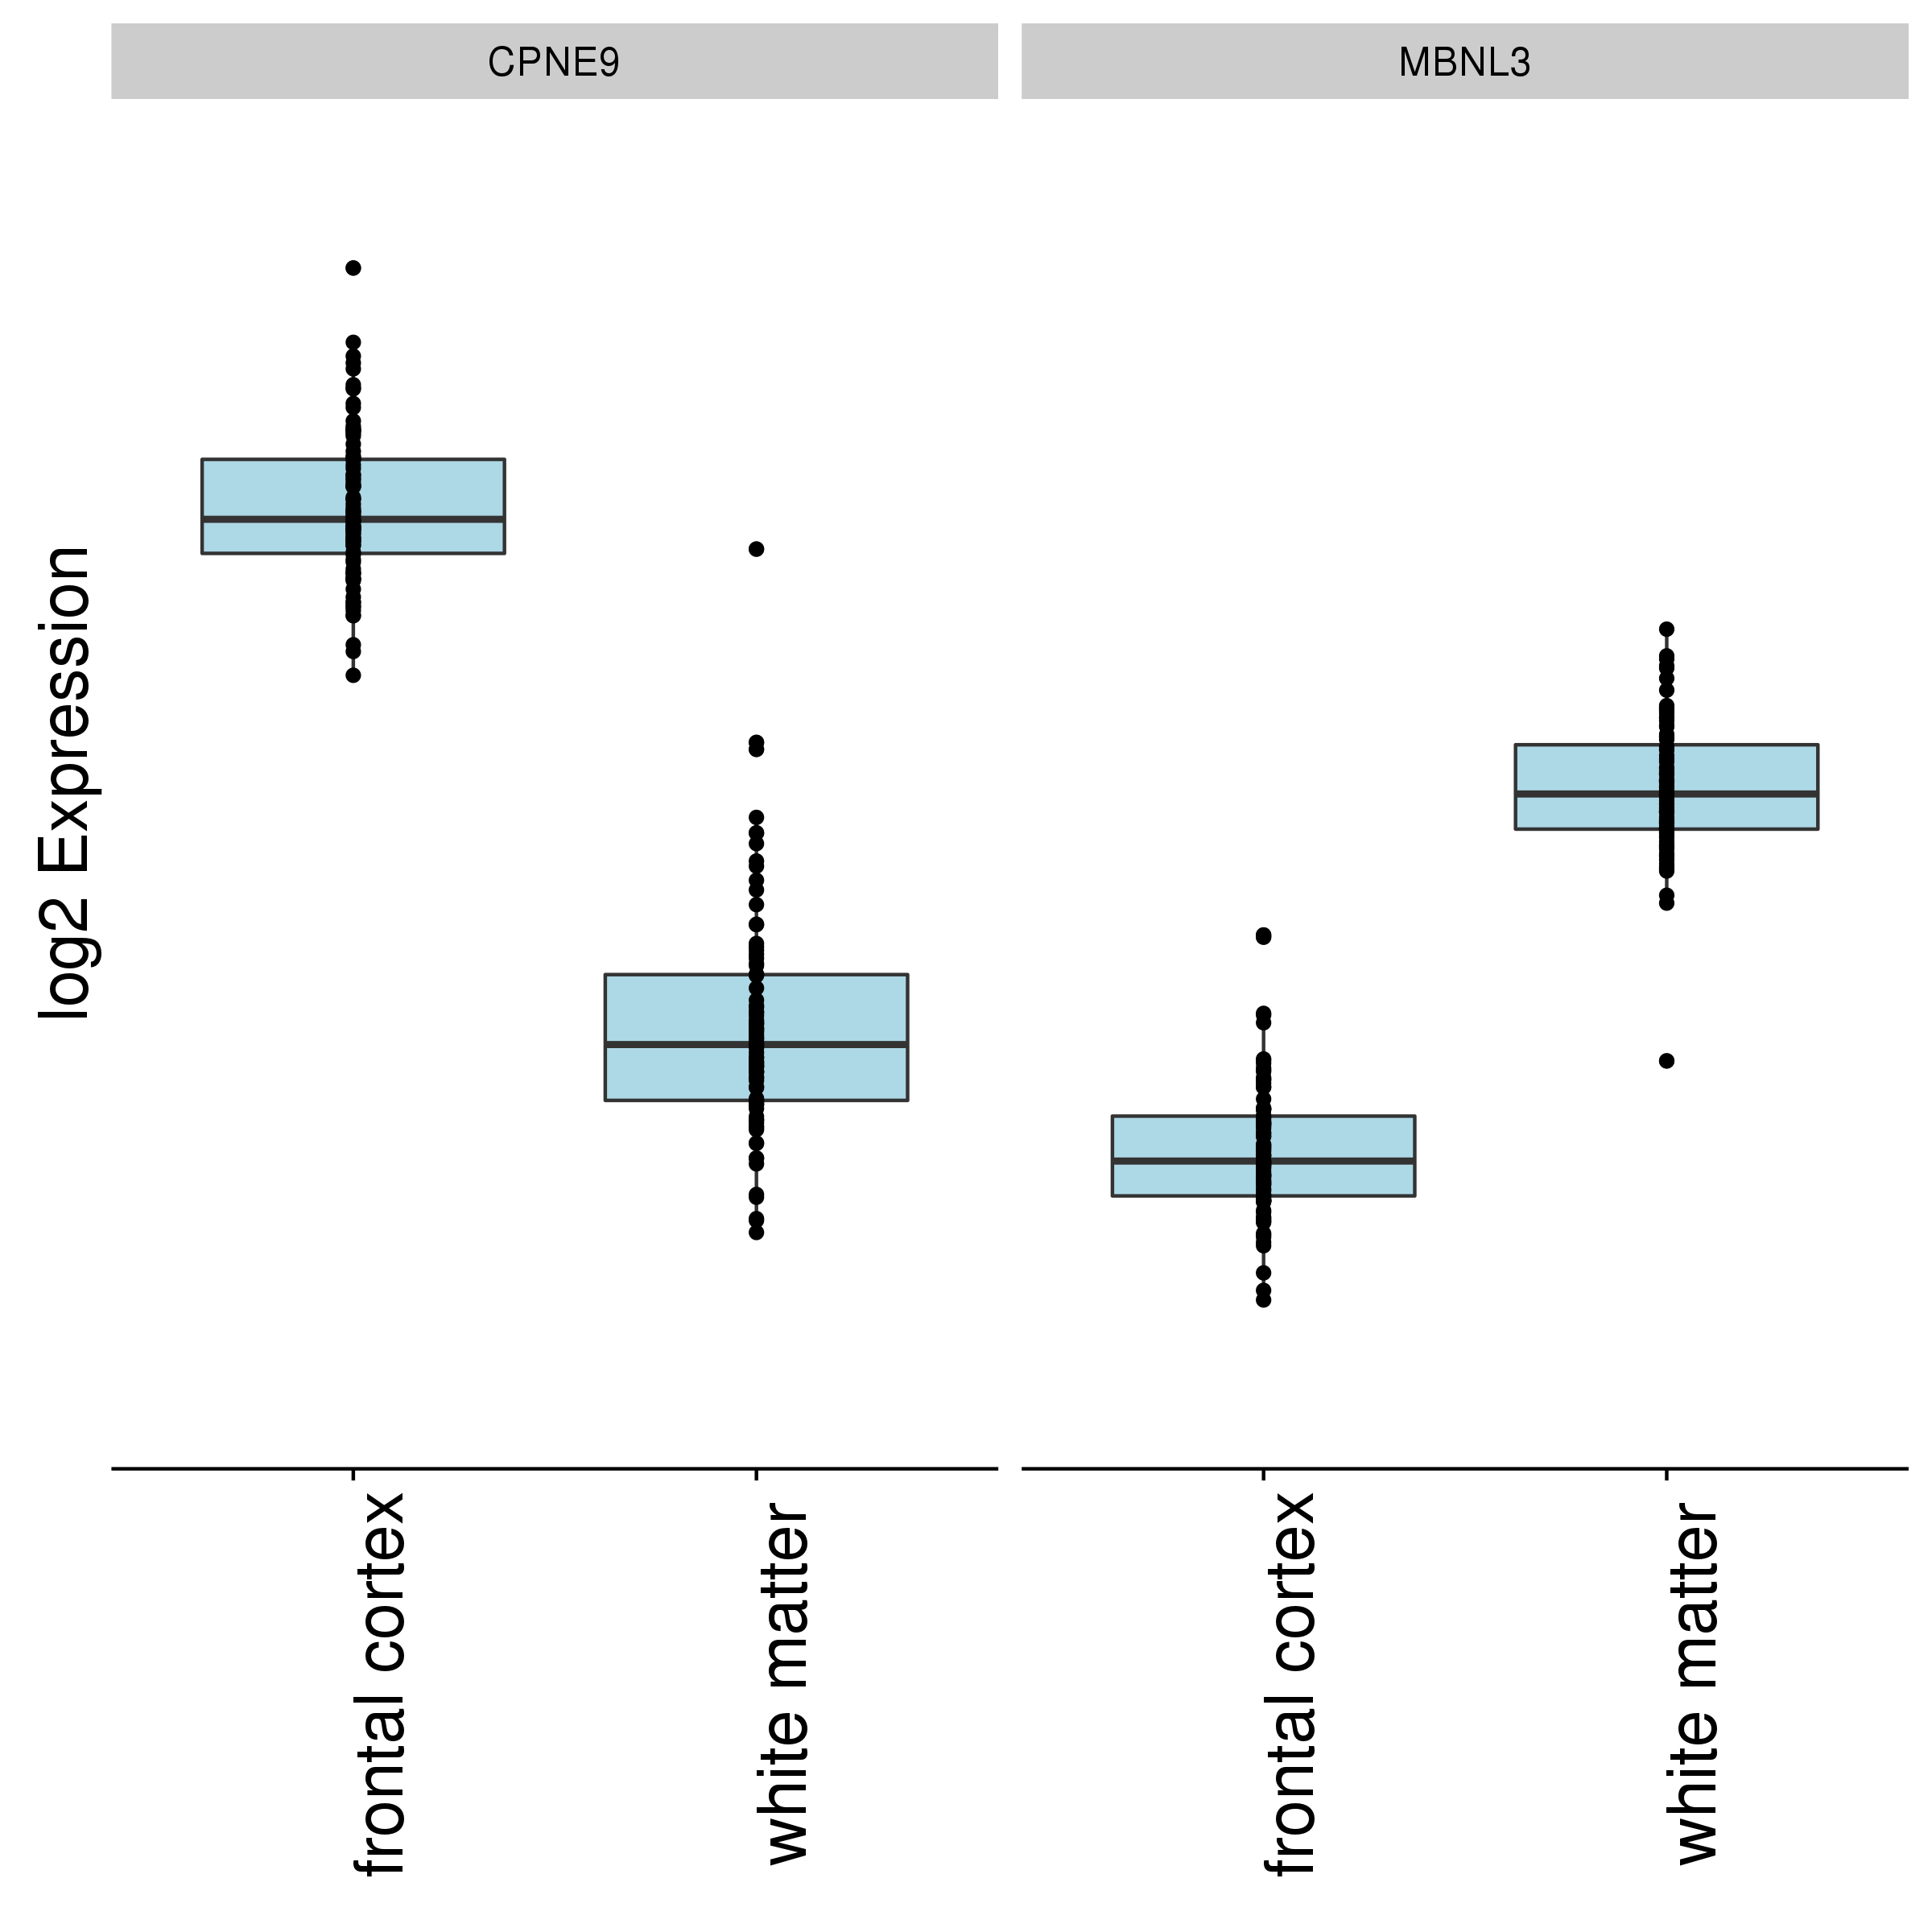 CPNE9
MBNL3
log2 Expression
frontal cortex
white matter
frontal cortex
white matter